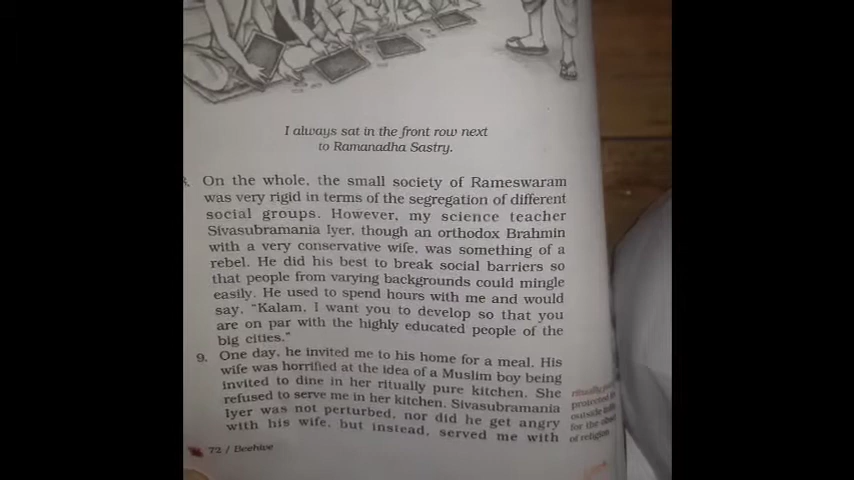 I always sat in the front row next
to Ramanadha Sastry.
8. On the whole, the small society of Rameswaram
was very rigid in terms of the segregation of different
social groups. However, my science teacher
Sivasubramania Iyer, though an orthodox Brahmin
with a very conservative wife, was something of a
rebel. He did his best to break social barriers so
that people from varying backgrounds could mingle
easily. He used to spend hours with me and would
say, “Kalam, I want you to develop so that you
are on par with the highly educated people of the
big cities.”
9. One day, he invited me to his home for a meal. His
wife was horrified at the idea of a Muslim boy being
invited to dine in her ritually pure kitchen. She
refused to serve me in her kitchen. Sivasubramania
Iyer was not perturbed, nor did he get angry
with his wife, but instead, served me with
protected
outside
for the
of religion
72 / Beehive